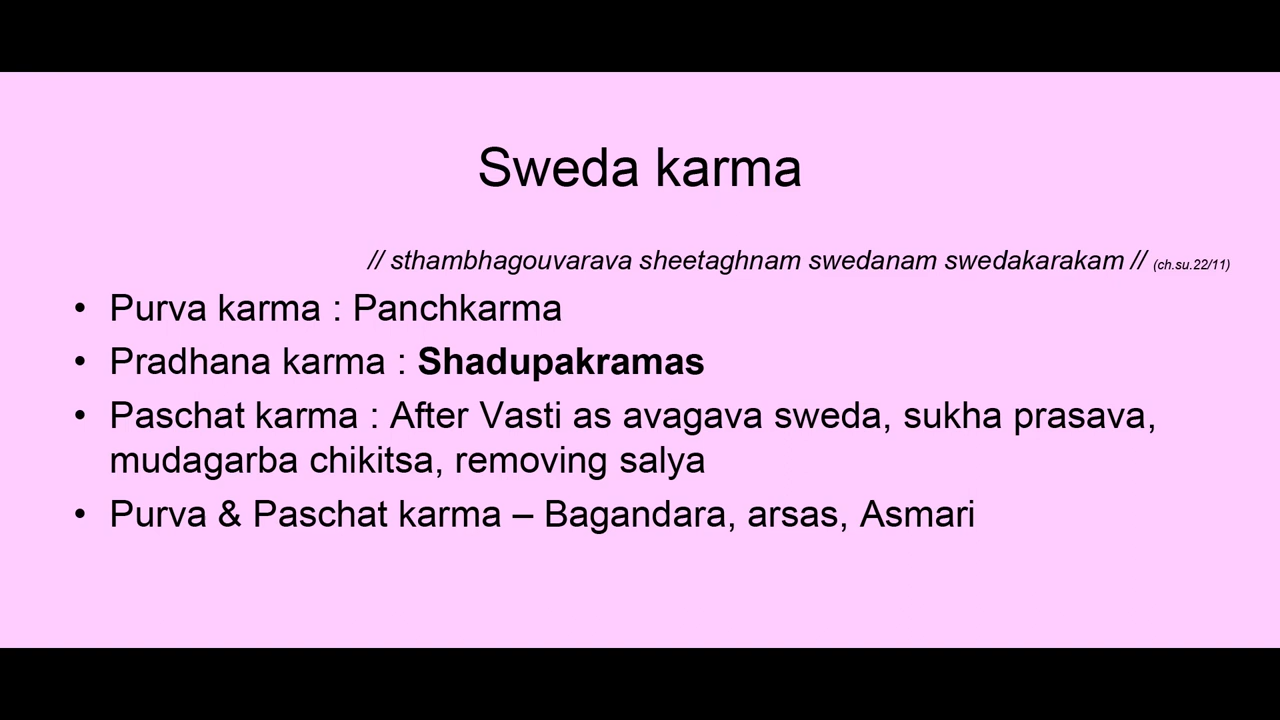 Sweda karma
// sthambhagouvarava sheetaghnam swedanam swedakarakam // (ch.su.22/11)
• Purva karma : Panchkarma
• Pradhana karma : Shadupakramas
• Paschat karma : After Vasti as avagava sweda, sukha prasava,
mudagarba chikitsa, removing salya
• Purva & Paschat karma – Bagandara, arsas, Asmari